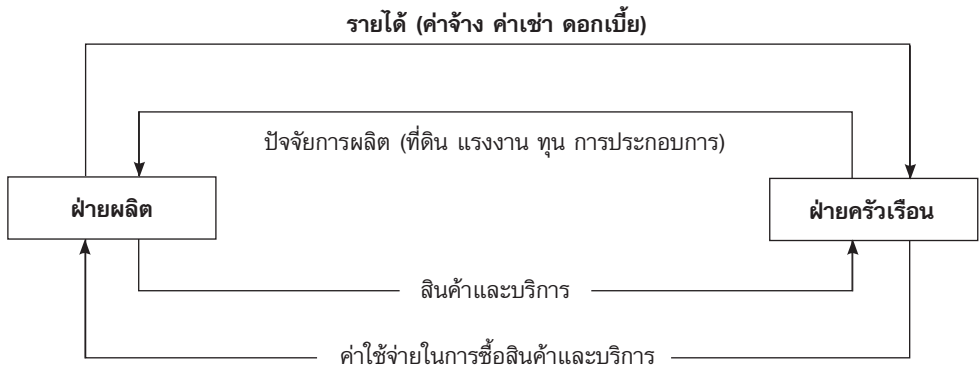 รายได้ (ค่าจ้าง ค่าเช่า ดอกเบี้ย)
ปัจจัยการผลิต (ที่ดิน แรงงาน ทุน การประกอบการ)
ฝ่ายผลิต
ฝ่ายครัวเรือน
สินค้าและบริการ
ค่าใช้จ่ายในการซื้อสินค้าและบริการ